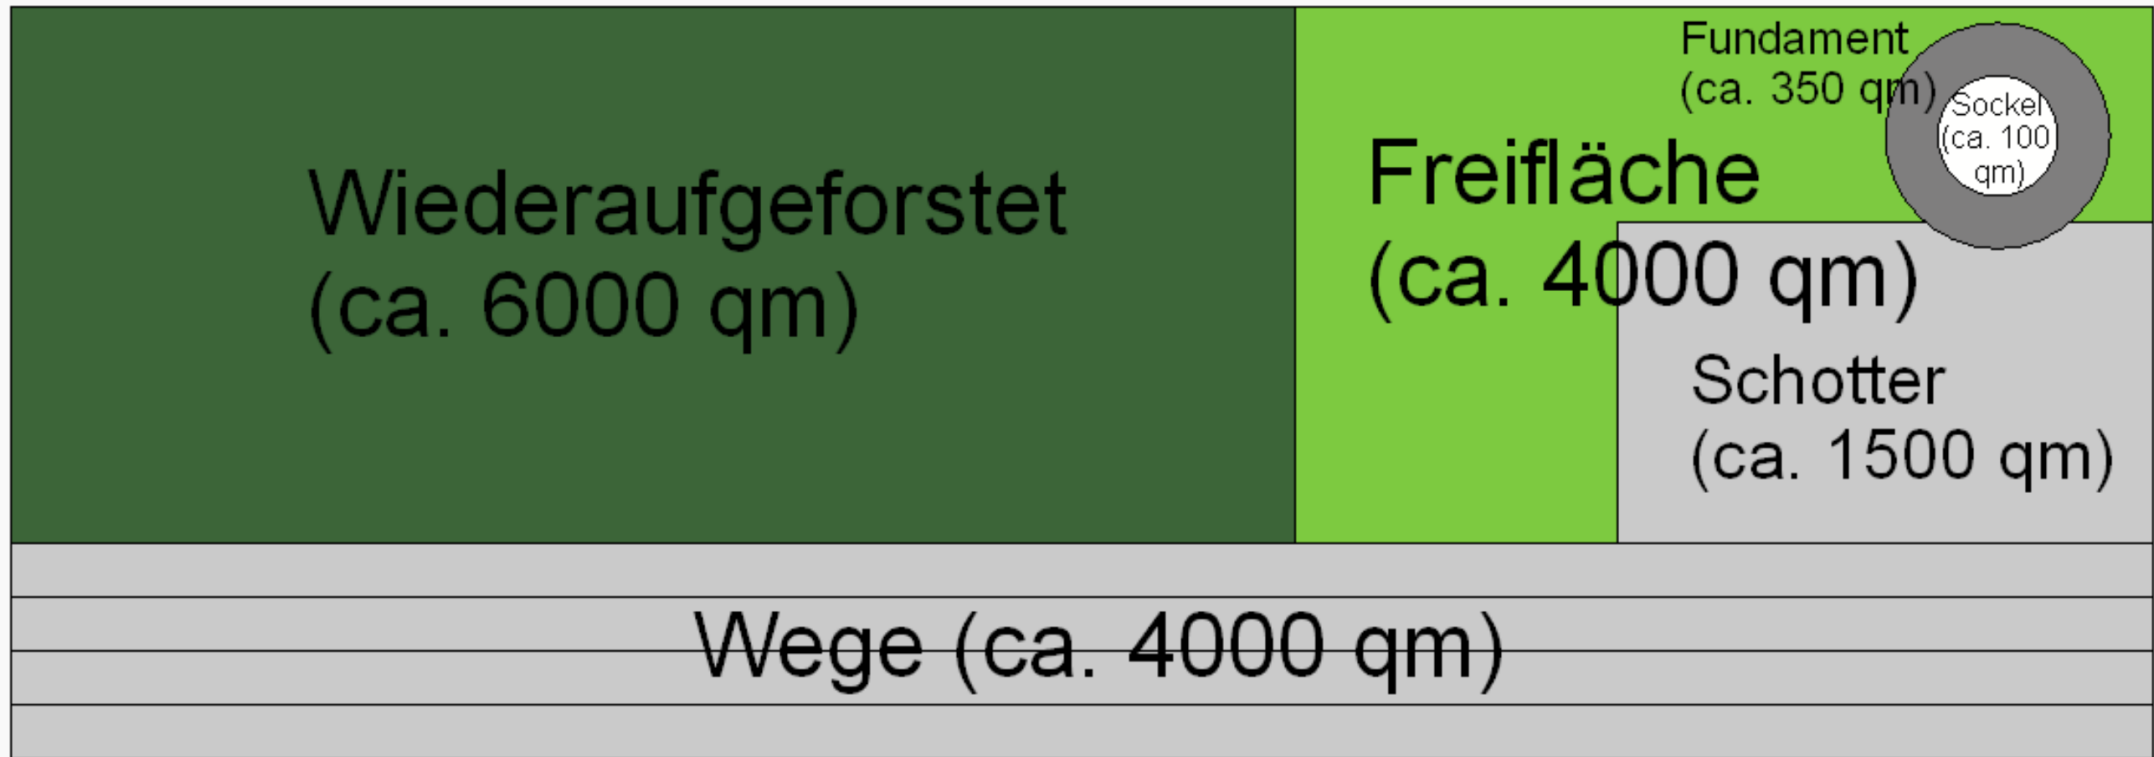 Wiederaufgeforstet
(ca. 6000 qm)
Freifläche
(ca. 4000 qm)
Fundament
(ca. 350 qm)
Sockel
(ca. 100
qm)
Schotter
(ca. 1500 qm)
Wege (ca. 4000 qm)